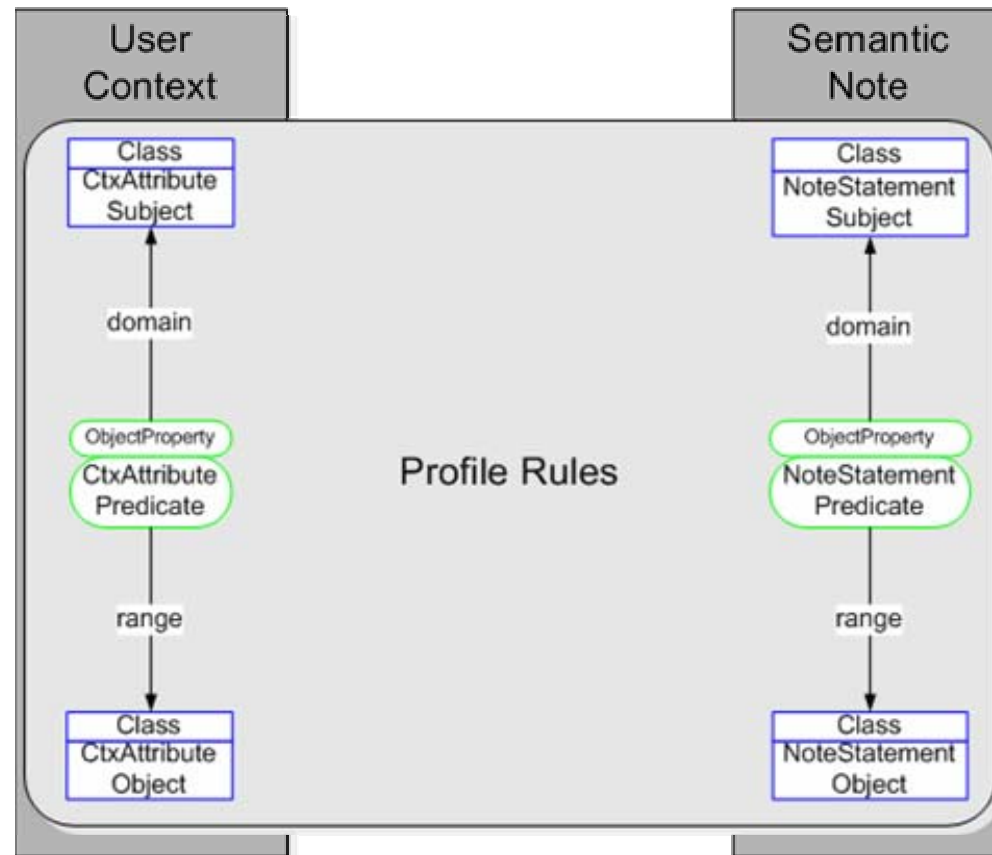 User
Context
Semantic
Note
Class
CtxAttribute
Subject
domain
ObjectProperty
CtxAttribute
Predicate
range
Class
CtxAttribute
Object
Profile Rules
Class
NoteStatement
Subject
domain
ObjectProperty
NoteStatement
Predicate
range
Class
NoteStatement
Object